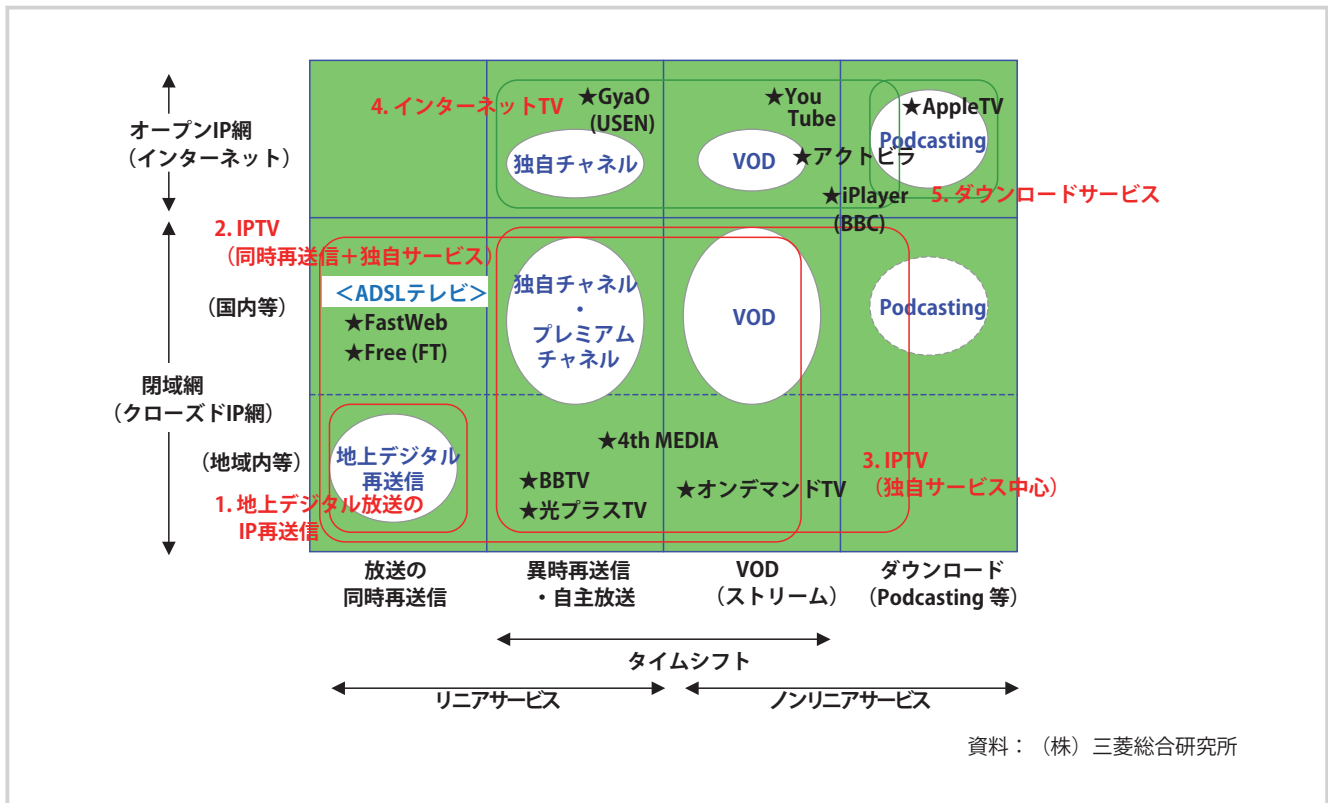 4. インターネットTV
★GyaO
(USEN)
★You
Tube
★AppleTV
オープンIP網
（インターネット）
独自チャネル
VOD
★アクトビラ
Podcasting
★iPlayer
(BBC)
5. ダウンロードサービス
2. IPTV
（同時再送信＋独自サービス）
（国内等）
＜ADSLテレビ＞
★FastWeb
★Free (FT)
独自チャネル
・
プレミアム
チャネル
VOD
Podcasting
閉域網
（クローズドIP網）
（地域内等）
地上デジタル
再送信
1. 地上デジタル放送の
IP再送信
★4th MEDIA
★BBTV
★光プラスTV
★オンデマンドTV
3. IPTV
（独自サービス中心）
放送の
同時再送信
異時再送信
・自主放送
VOD
（ストリーム）
ダウンロード
（Podcasting 等）
タイムシフト
リニアサービス
ノンリニアサービス
資料：（株）三菱総合研究所